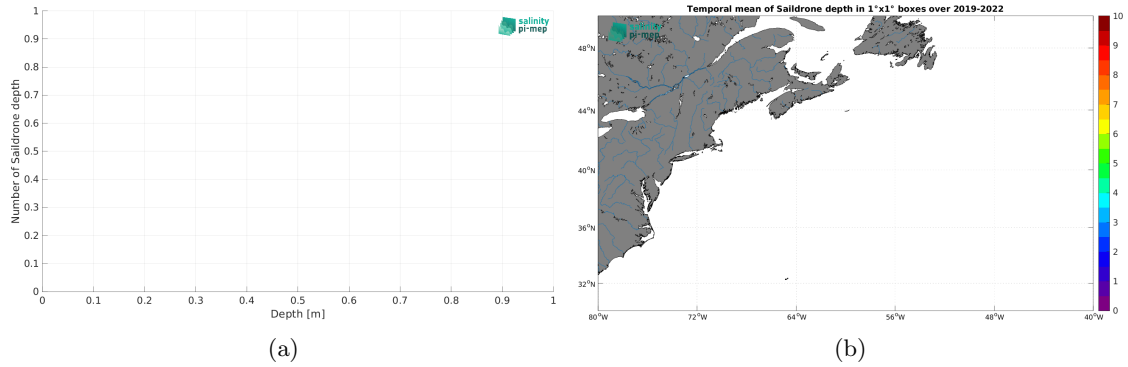 1
0.9
0.8
0.7
0.6
0.5
0.4
0.3
0.2
0.1
0
Number of Saildrone depth
0 0.1 0.2 0.3 0.4 0.5 0.6 0.7 0.8 0.9 1
Depth [m]
salinity
pi-mep
(a)
Temporal mean of Saildrone depth in 1°x1° boxes over 2019-2022
salinity
pi-mep
48°N
44°N
40°N
36°N
32°N
80°W 72°W 64°W 56°W 48°W 40°W
10
9
8
7
6
5
4
3
2
1
0
(b)